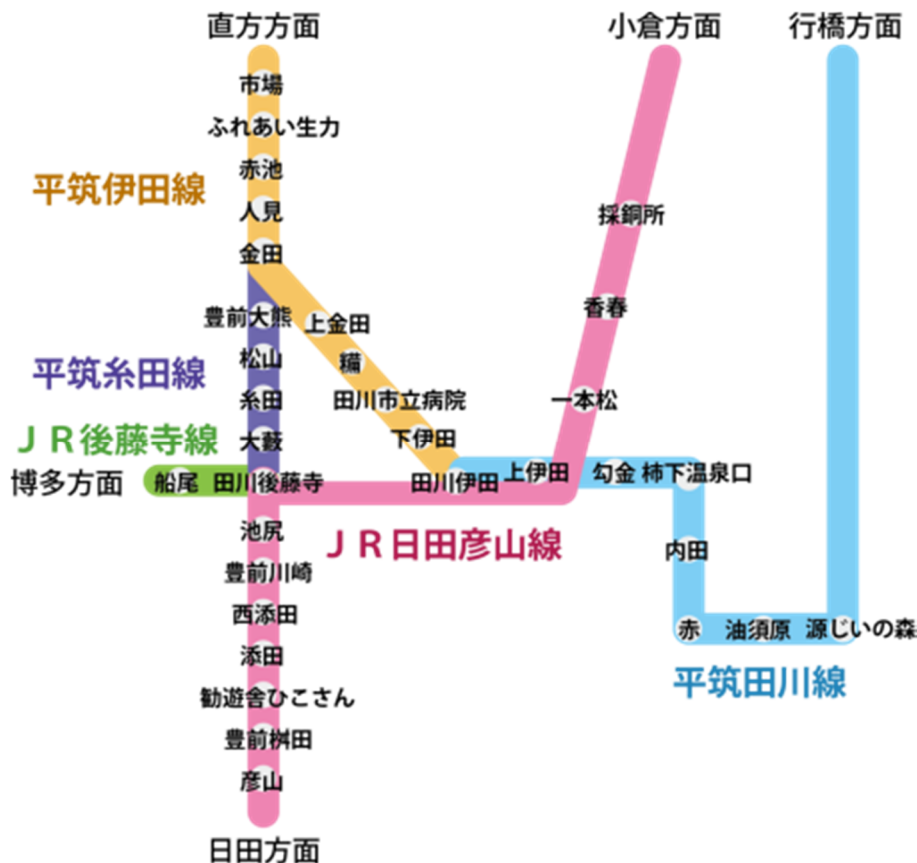 直方方面
小倉方面
行橋方面
市場
ふれあい生力
赤池
平筑伊田線
人見
採銅所
金田
香春
豊前大熊
上金田
平筑糸田線
松山
糒
糸田
田川市立病院
一本松
JR後藤寺線
大藪
下伊田
博多方面
船尾
田川後藤寺
田川伊田
上伊田
勾金
柿下温泉口
池尻
JR日田彦山線
内田
豊前川崎
西添田
赤
油須原
源じいの森
添田
平筑田川線
勧遊舎ひこさん
豊前桝田
彦山
日田方面